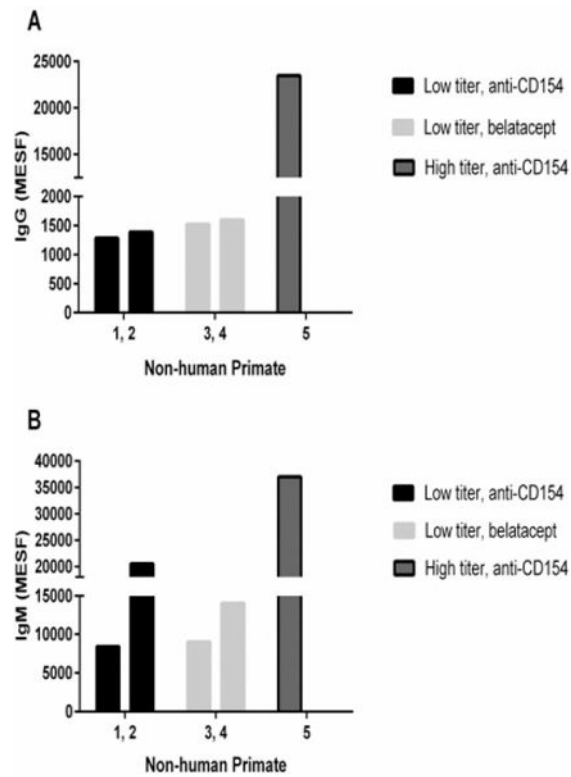 A
IgG (MESF)
25000
20000
15000
2000
1500
1000
500
0
1, 2
3, 4
5
Non-human Primate
Low titer, anti-CD154
Low titer, belatacept
High titer, anti-CD154
B
IgM (MESF)
40000
35000
30000
25000
20000
15000
10000
5000
0
1, 2
3, 4
5
Non-human Primate
Low titer, anti-CD154
Low titer, belatacept
High titer, anti-CD154